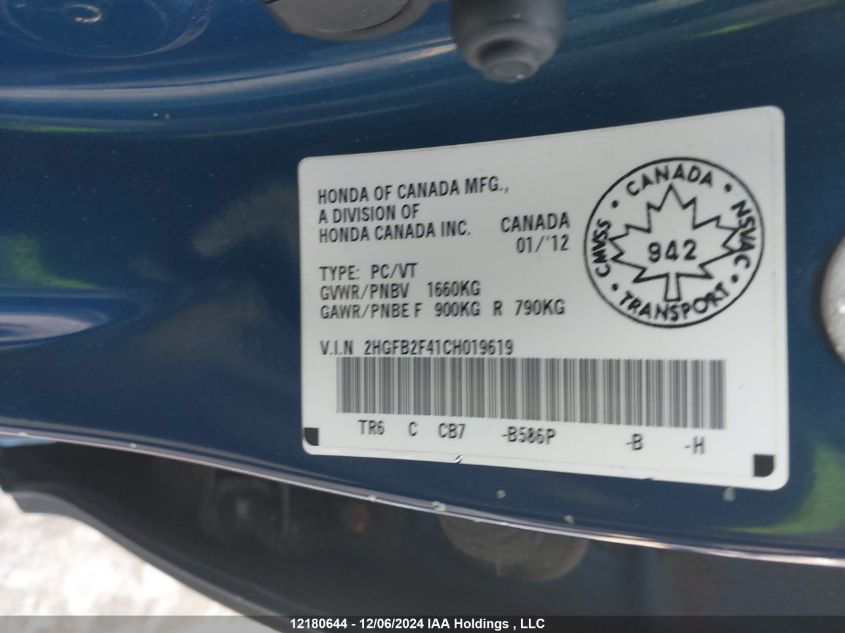 HONDA OF CANADA MFG.,
A DIVISION OF
HONDA CANADA INC. CANADA
01/'12
TYPE: PC/VT
GVWR/PNBV 1660KG
GAWR/PNBE F 900KG R 790KG
V.I.N 2HGFB2F41CH019619
TR6 C CB7 -B586P -B -H
CANADA
CMVSS 942 NSVAC
TRANSPORT
12180644 - 12/06/2024 IAA Holdings , LLC